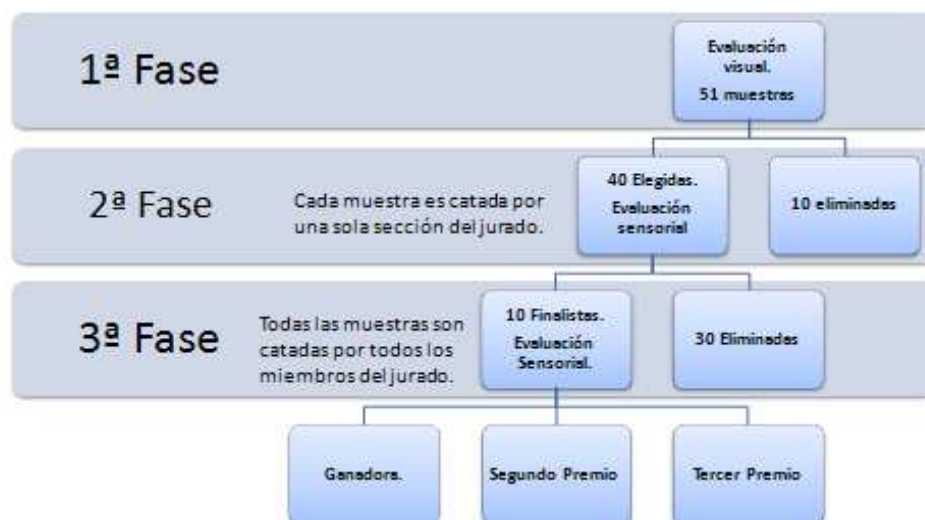 1ª Fase
Evaluación
visual.
51 muestras
2ª Fase
Cada muestra es catada por
una sola sección del jurado.
40 Elegidas.
Evaluación
sensorial
10 eliminadas
3ª Fase
Todas las muestras son
catadas por todos los
miembros del jurado.
10 Finalistas.
Evaluación
Sensorial.
30 Eliminadas
Ganadora.
Segundo Premio
Tercer Premio